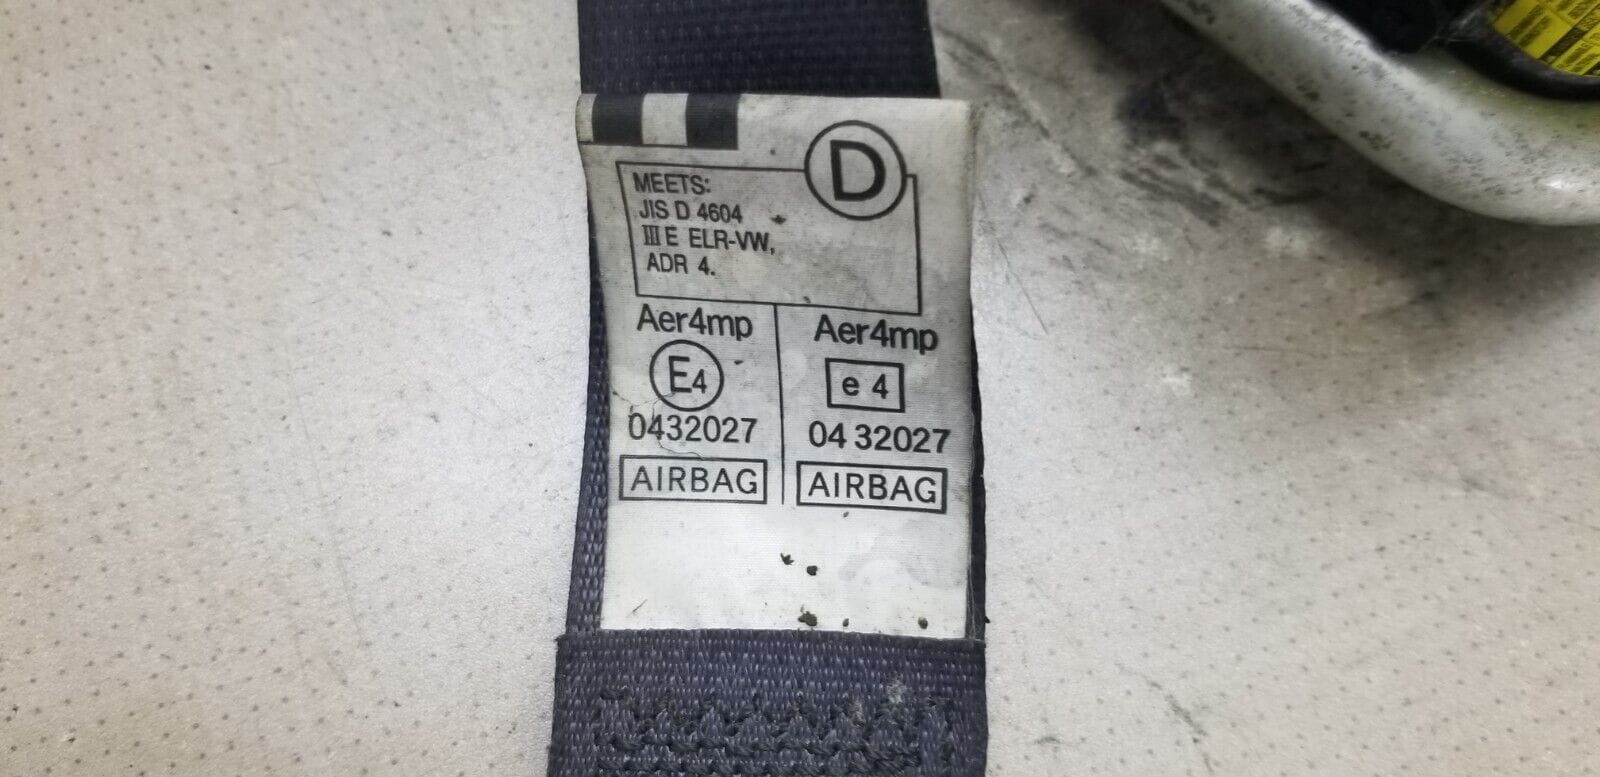 D
MEETS:
JIS D 4604
III E ELR-VW,
ADR 4.
Aer4mp
E4
0432027
AIRBAG
Aer4mp
e 4
04 32027
AIRBAG